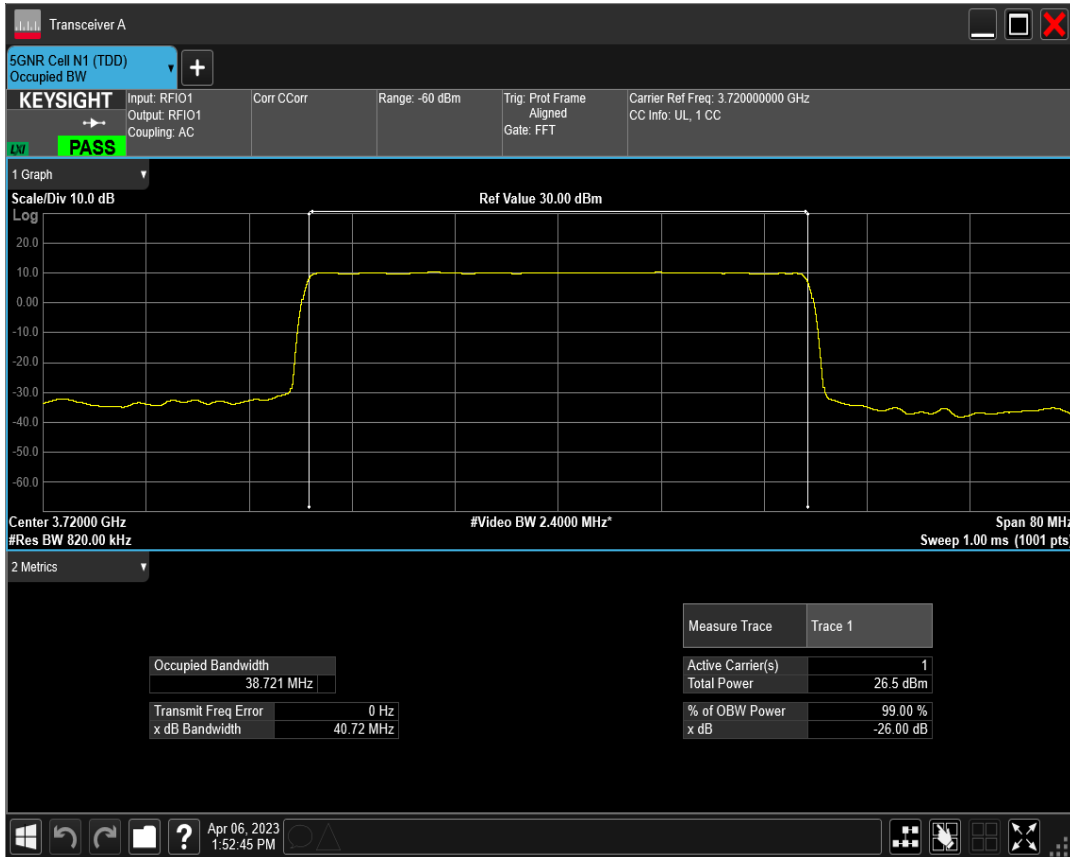 Transceiver A
5GNR Cell N1 (TDD)
Occupied BW
+
KEYSIGHT
LXI
PASS
Input: RFIO1
Output: RFIO1
Coupling: AC
Corr CCorr
Range: -60 dBm
Trig: Prot Frame
Aligned
Gate: FFT
Carrier Ref Freq: 3.720000000 GHz
CC Info: UL, 1 CC
1 Graph
Scale/Div 10.0 dB
Ref Value 30.00 dBm
Log
20.0
10.0
0.00
-10.0
-20.0
-30.0
-40.0
-50.0
-60.0
Center 3.72000 GHz
#Video BW 2.4000 MHz*
Span 80 MHz
#Res BW 820.00 kHz
Sweep 1.00 ms (1001 pts)
2 Metrics
Measure Trace Trace 1
Occupied Bandwidth
38.721 MHz
Active Carrier(s) 1
Total Power 26.5 dBm
Transmit Freq Error 0 Hz
x dB Bandwidth 40.72 MHz
% of OBW Power 99.00 %
x dB -26.00 dB
?
Apr 06, 2023
1:52:45 PM